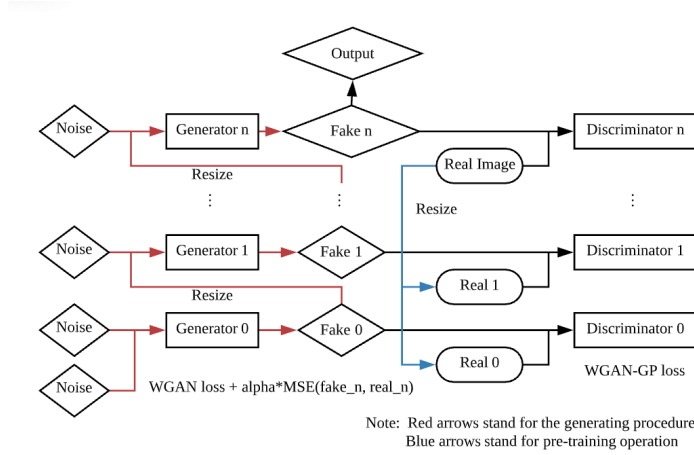 Output
Noise
Generator n
Fake n
Discriminator n
Real Image
Resize
Resize
⋮
⋮
⋮
Noise
Generator 1
Fake 1
Discriminator 1
Real 1
Resize
Noise
Generator 0
Fake 0
Discriminator 0
Real 0
WGAN-GP loss
Noise
WGAN loss + alpha*MSE(fake_n, real_n)
Note: Red arrows stand for the generating procedure
Blue arrows stand for pre-training operation